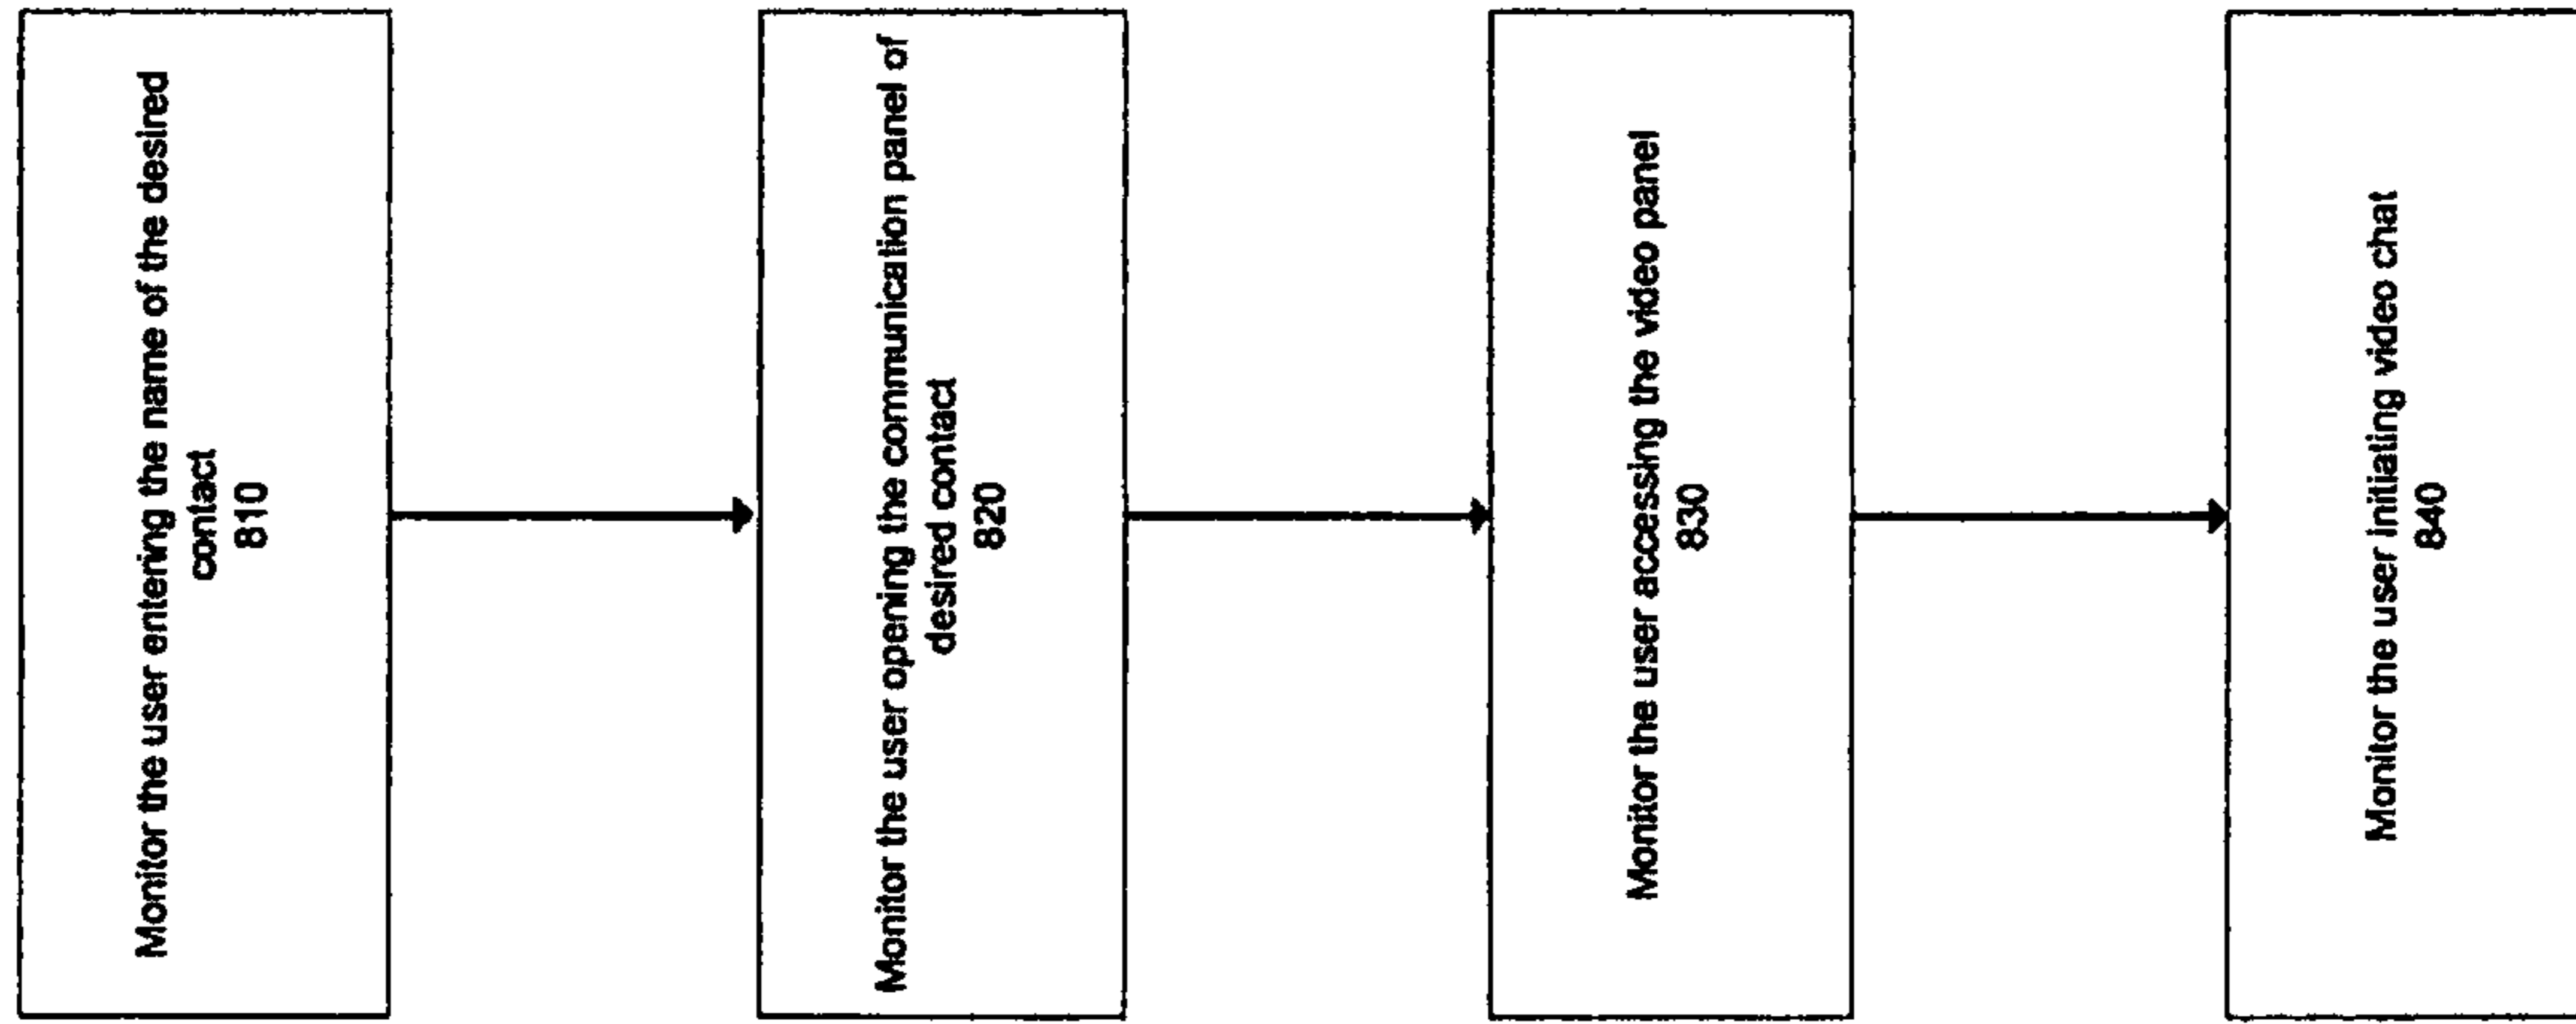 Monitor the user entering the name of the desired
contact
810
Monitor the user opening the communication panel of
desired contact
820
Monitor the user accessing the video panel
830
Monitor the user initiating video chat
840